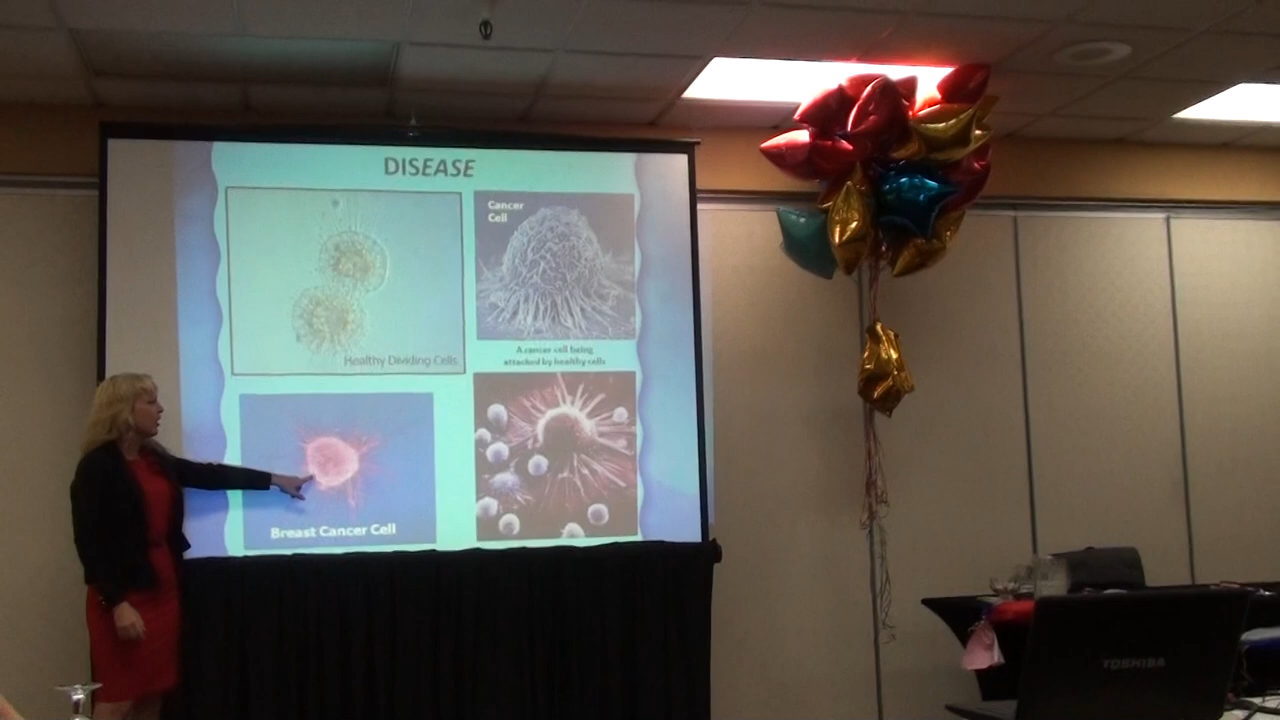 DISEASE
Cancer
Cell
Healthy Dividing Cells
A cancer cell being
attacked by healthy cells
Breast Cancer Cell
TOSHIBA